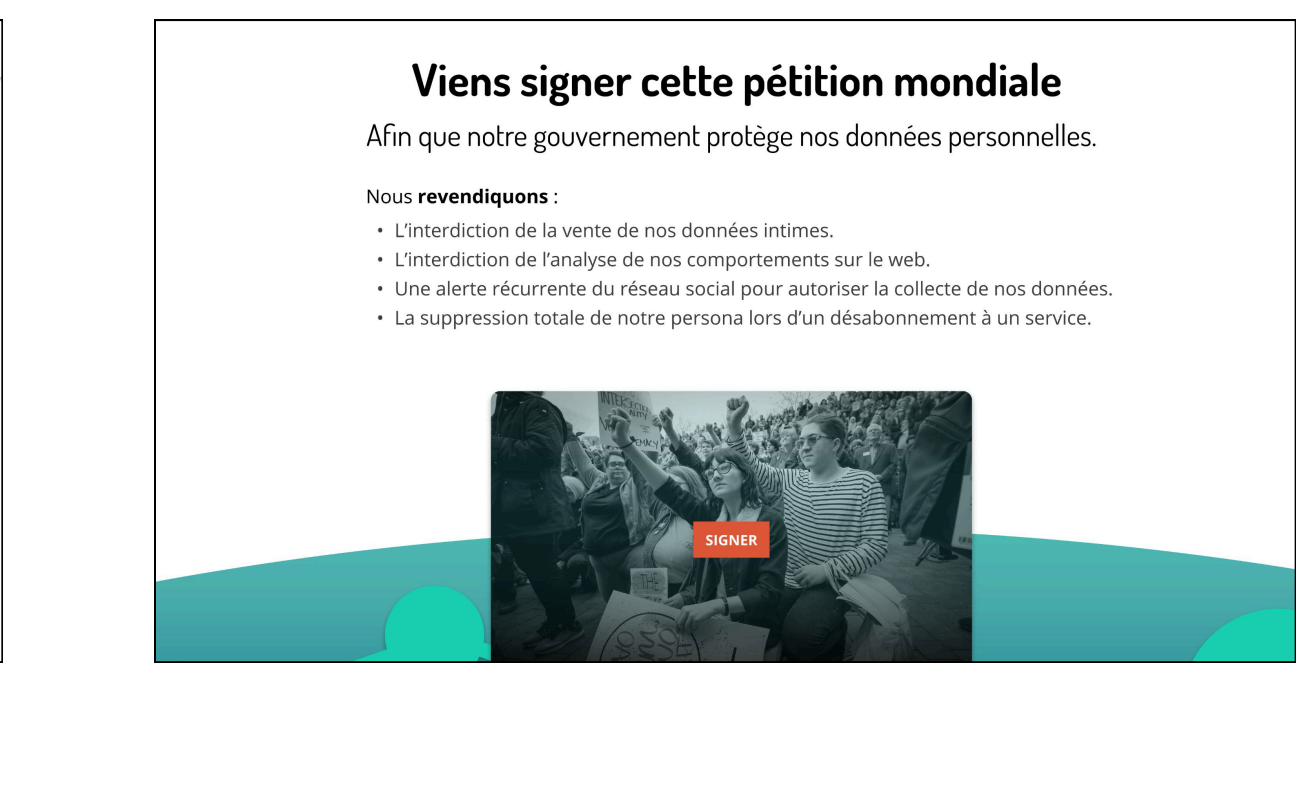 Viens signer cette pétition mondiale
Afin que notre gouvernement protège nos données personnelles.
Nous revendiquons :
• L’interdiction de la vente de nos données intimes.
• L’interdiction de l’analyse de nos comportements sur le web.
• Une alerte récurrente du réseau social pour autoriser la collecte de nos données.
• La suppression totale de notre persona lors d’un désabonnement à un service.
INTERSECTION
ALITY
SIGNER
THE